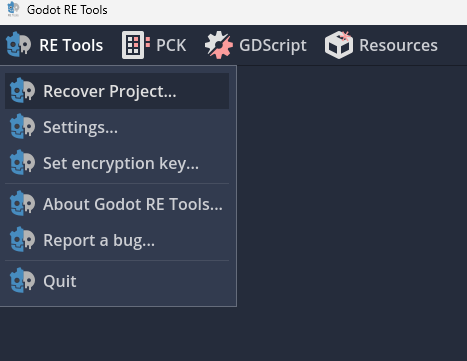 Godot RE Tools
RE Tools PCK GDScript Resources
Recover Project...
Settings...
Set encryption key...
About Godot RE Tools...
Report a bug...
Quit